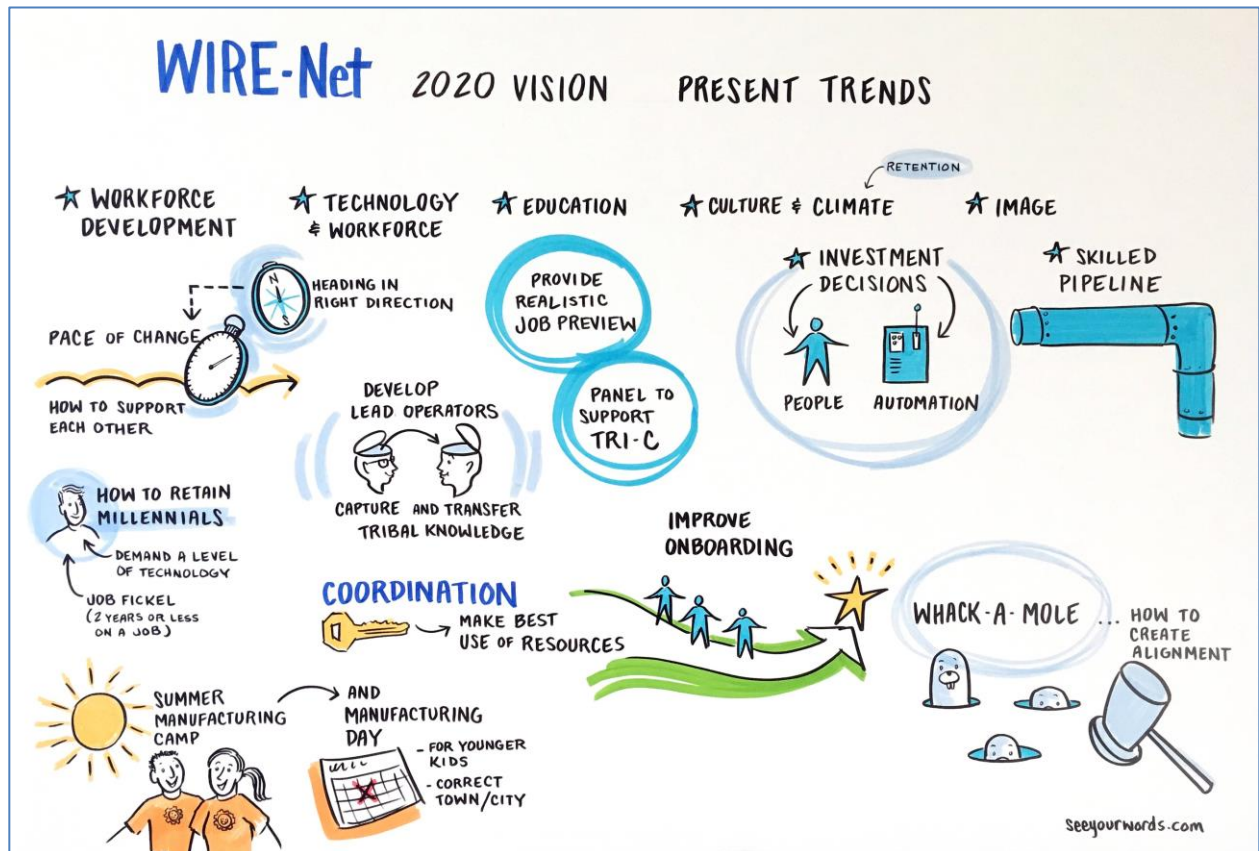 WIRE-Net 2020 VISION PRESENT TRENDS
WORKFORCE
DEVELOPMENT
TECHNOLOGY
& WORKFORCE
EDUCATION
CULTURE & CLIMATE
RETENTION
IMAGE
INVESTMENT
DECISIONS
PEOPLE
AUTOMATION
SKILLED
PIPELINE
N
S
HEADING IN
RIGHT DIRECTION
PACE OF CHANGE
HOW TO SUPPORT
EACH OTHER
PROVIDE
REALISTIC
JOB PREVIEW
PANEL TO
SUPPORT
TRI-C
DEVELOP
LEAD OPERATORS
CAPTURE AND TRANSFER
TRIBAL KNOWLEDGE
HOW TO RETAIN
MILLENNIALS
DEMAND A LEVEL
OF TECHNOLOGY
JOB FICKEL
(2 YEARS OR LESS
ON A JOB)
COORDINATION
MAKE BEST
USE OF RESOURCES
IMPROVE
ONBOARDING
WHACK-A-MOLE ... HOW TO
CREATE
ALIGNMENT
SUMMER
MANUFACTURING
CAMP
AND
MANUFACTURING
DAY
- FOR YOUNGER
KIDS
- CORRECT
TOWN/CITY
seeyourwords.com